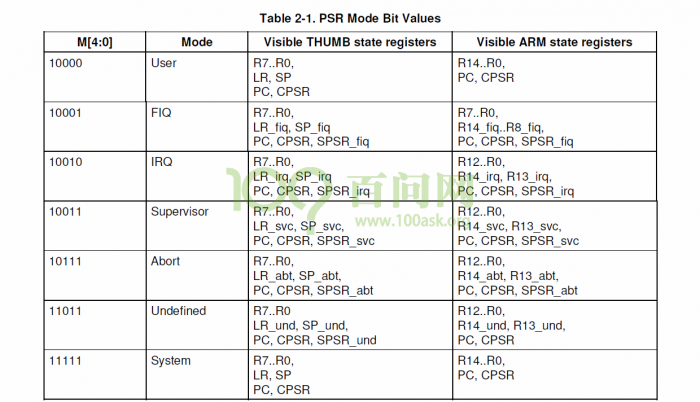 Table 2-1. PSR Mode Bit Values
M[4:0] Mode Visible THUMB state registers Visible ARM state registers
10000 User R7..R0, R14..R0,
LR, SP PC, CPSR
PC, CPSR
10001 FIQ R7..R0, R7..R0,
LR_fiq, SP_fiq R14_fiq..R8_fiq,
PC, CPSR, SPSR_fiq PC, CPSR, SPSR_fiq
10010 IRQ R7..R0, R12..R0,
LR_irq, SP_irq R14_irq, R13_irq,
PC, CPSR, SPSR_irq PC, CPSR, SPSR_irq
百问网
www.100ask.org
10011 Supervisor R7..R0, R12..R0,
LR_svc, SP_svc, R14_svc, R13_svc,
PC, CPSR, SPSR_svc PC, CPSR, SPSR_svc
10111 Abort R7..R0, R12..R0,
LR_abt, SP_abt, R14_abt, R13_abt,
PC, CPSR, SPSR_abt PC, CPSR, SPSR_abt
11011 Undefined R7..R0 R12..R0,
LR_und, SP_und, R14_und, R13_und,
PC, CPSR, SPSR_und PC, CPSR
11111 System R7..R0, R14..R0,
LR, SP PC, CPSR
PC, CPSR